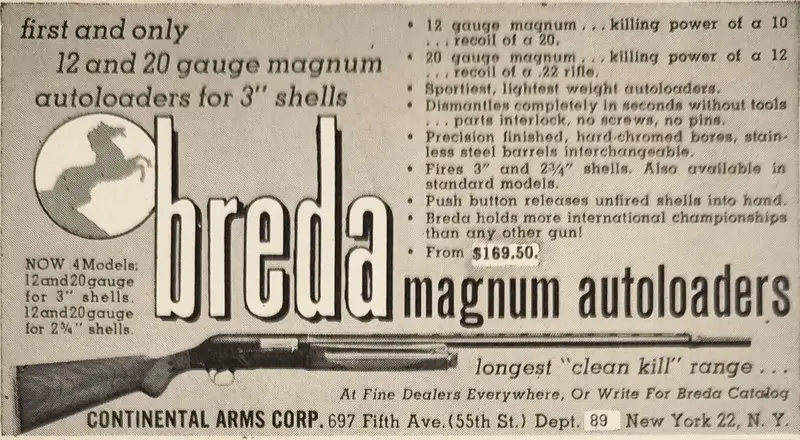 first and only
12 and 20 gauge magnum
autoloaders for 3" shells
• 12 gauge magnum ... killing power of a 10
... recoil of a 20.
• 20 gauge magnum ... killing power of a 12
... recoil of a .22 rifle.
• Sportiest, lightest weight autoloaders.
• Dismantles completely in seconds without tools
... parts interlock, no screws, no pins.
• Precision finished, hard-chromed bores, stain-
less steel barrels interchangeable.
• Fires 3" and 2¾" shells. Also available in
standard models.
• Push button releases unfired shells into hand.
• Breda holds more international championships
than any other gun!
• From $169.50.
breda
magnum autoloaders
NOW 4 Models:
12 and 20 gauge
for 3" shells.
12 and 20 gauge
for 2¾" shells.
longest "clean kill" range ...
At Fine Dealers Everywhere, Or Write For Breda Catalog
CONTINENTAL ARMS CORP. 697 Fifth Ave. (55th St.) Dept. 89 New York 22, N. Y.